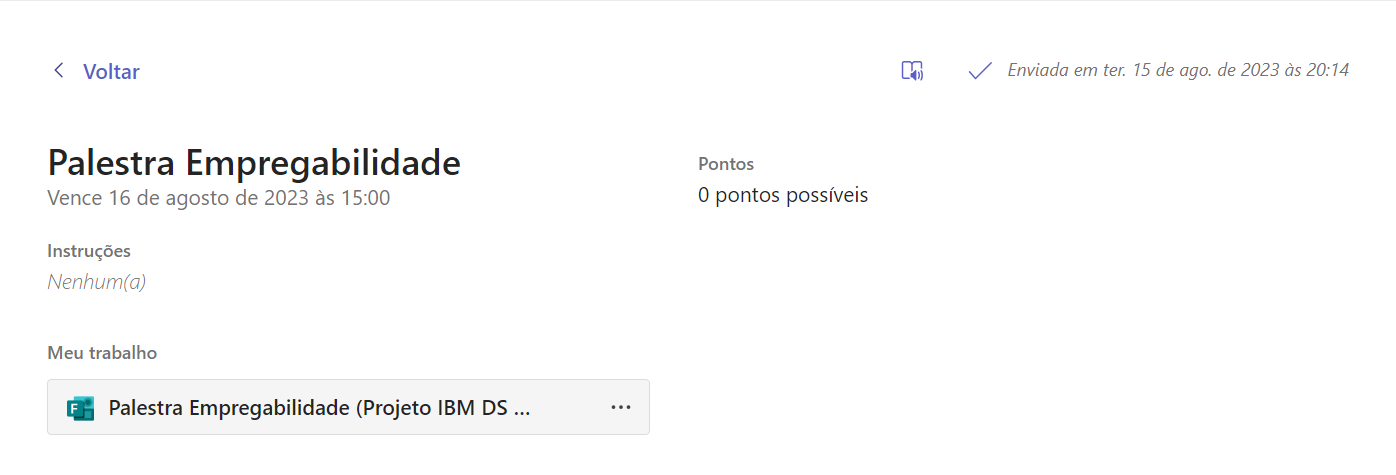 Voltar
Enviada em ter. 15 de ago. de 2023 às 20:14
Palestra Empregabilidade
Vence 16 de agosto de 2023 às 15:00
Pontos
0 pontos possíveis
Instruções
Nenhum(a)
Meu trabalho
Palestra Empregabilidade (Projeto IBM DS ...